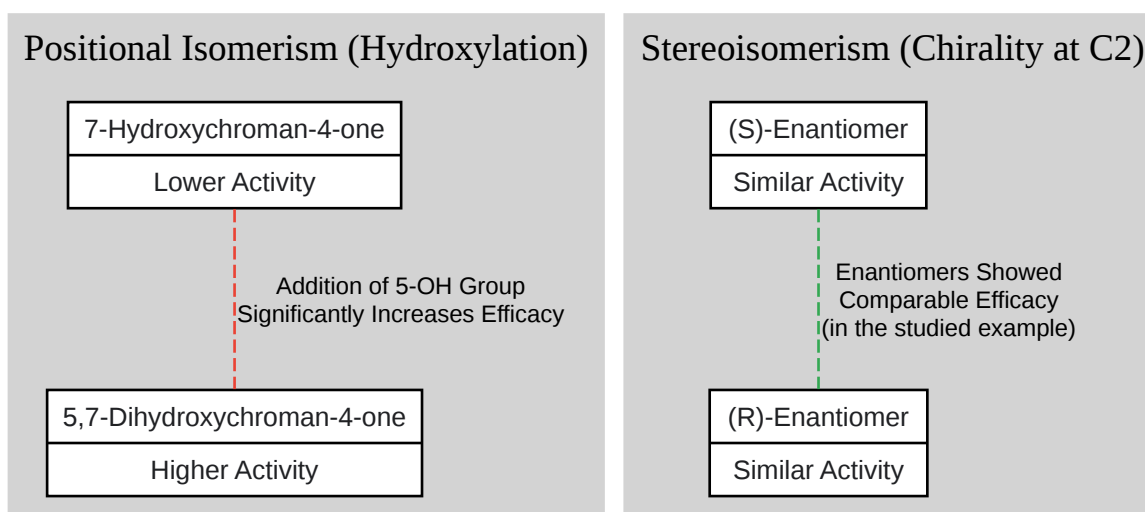 Positional Isomerism (Hydroxylation)
7-Hydroxychroman-4-one
Lower Activity
Addition of 5-OH Group
Significantly Increases Efficacy
5,7-Dihydroxychroman-4-one
Higher Activity
Stereoisomerism (Chirality at C2)
(S)-Enantiomer
Similar Activity
Enantiomers Showed
Comparable Efficacy
(in the studied example)
(R)-Enantiomer
Similar Activity